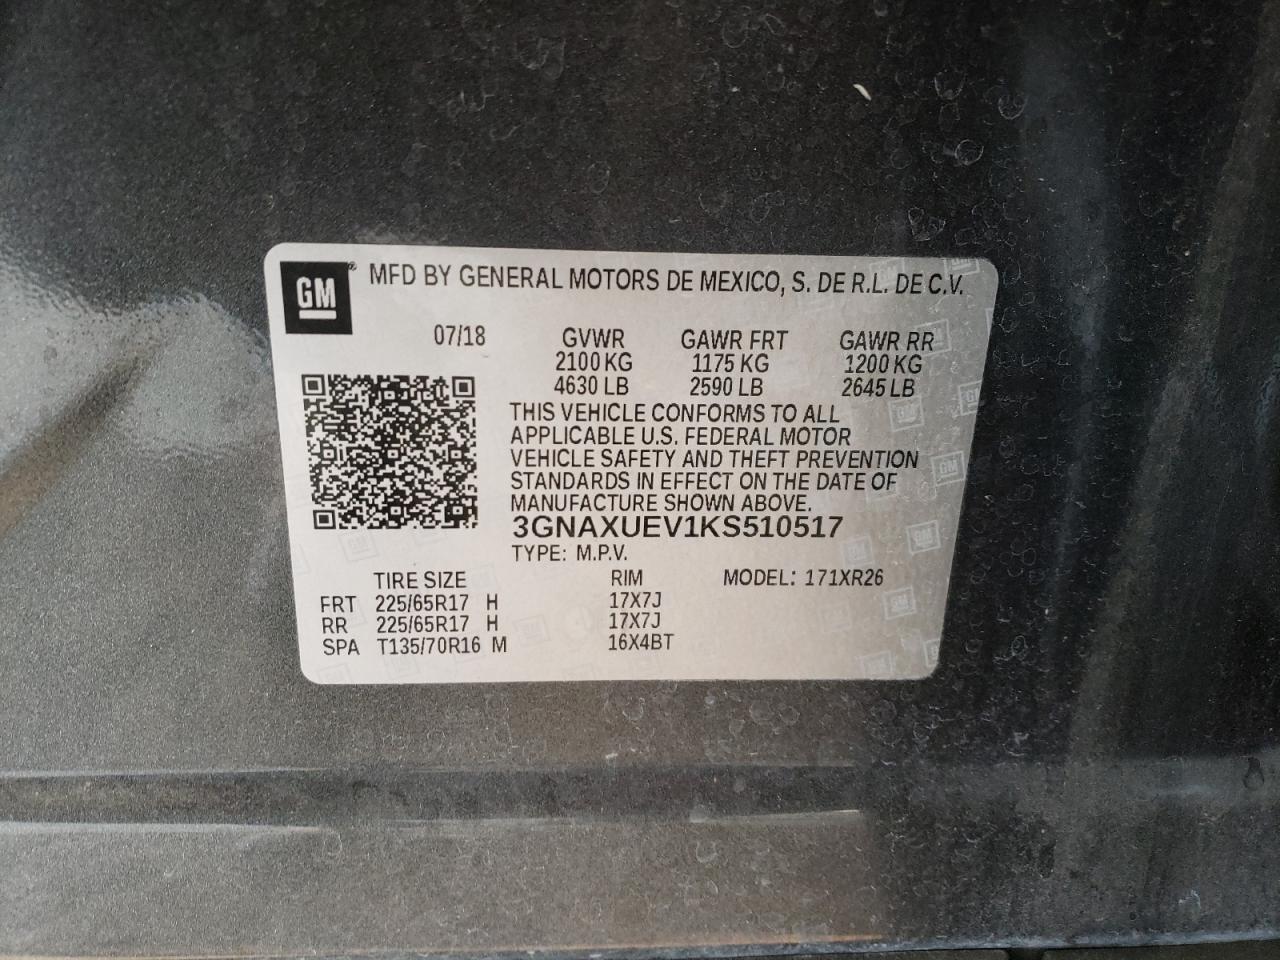 GM® MFD BY GENERAL MOTORS DE MEXICO, S. DE R.L. DE C.V.
07/18 GVWR GAWR FRT GAWR RR
2100 KG 1175 KG 1200 KG
4630 LB 2590 LB 2645 LB
THIS VEHICLE CONFORMS TO ALL
APPLICABLE U.S. FEDERAL MOTOR
VEHICLE SAFETY AND THEFT PREVENTION
STANDARDS IN EFFECT ON THE DATE OF
MANUFACTURE SHOWN ABOVE.
3GNAXUEV1KS510517
TYPE: M.P.V.
TIRE SIZE RIM MODEL: 171XR26
FRT 225/65R17 H 17X7J
RR 225/65R17 H 17X7J
SPA T135/70R16 M 16X4BT